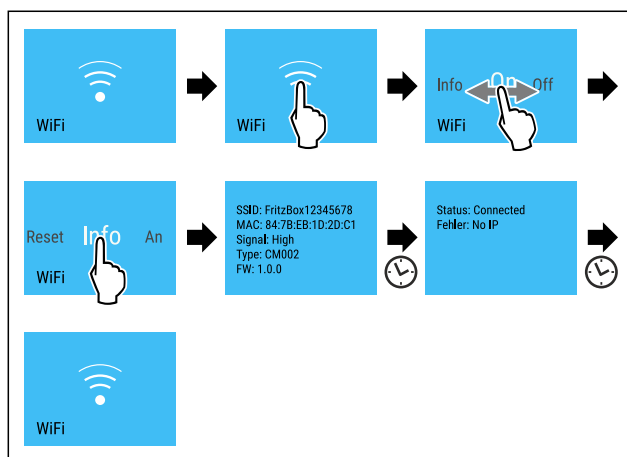 WiFi
WiFi
Info On Off
WiFi
Reset Info An
WiFi
SSID: FritzBox12345678
MAC: 84:7B:EB:1D:2D:C1
Signal: High
Type: CM002
FW: 1.0.0
Status: Connected
Fehler: No IP
WiFi